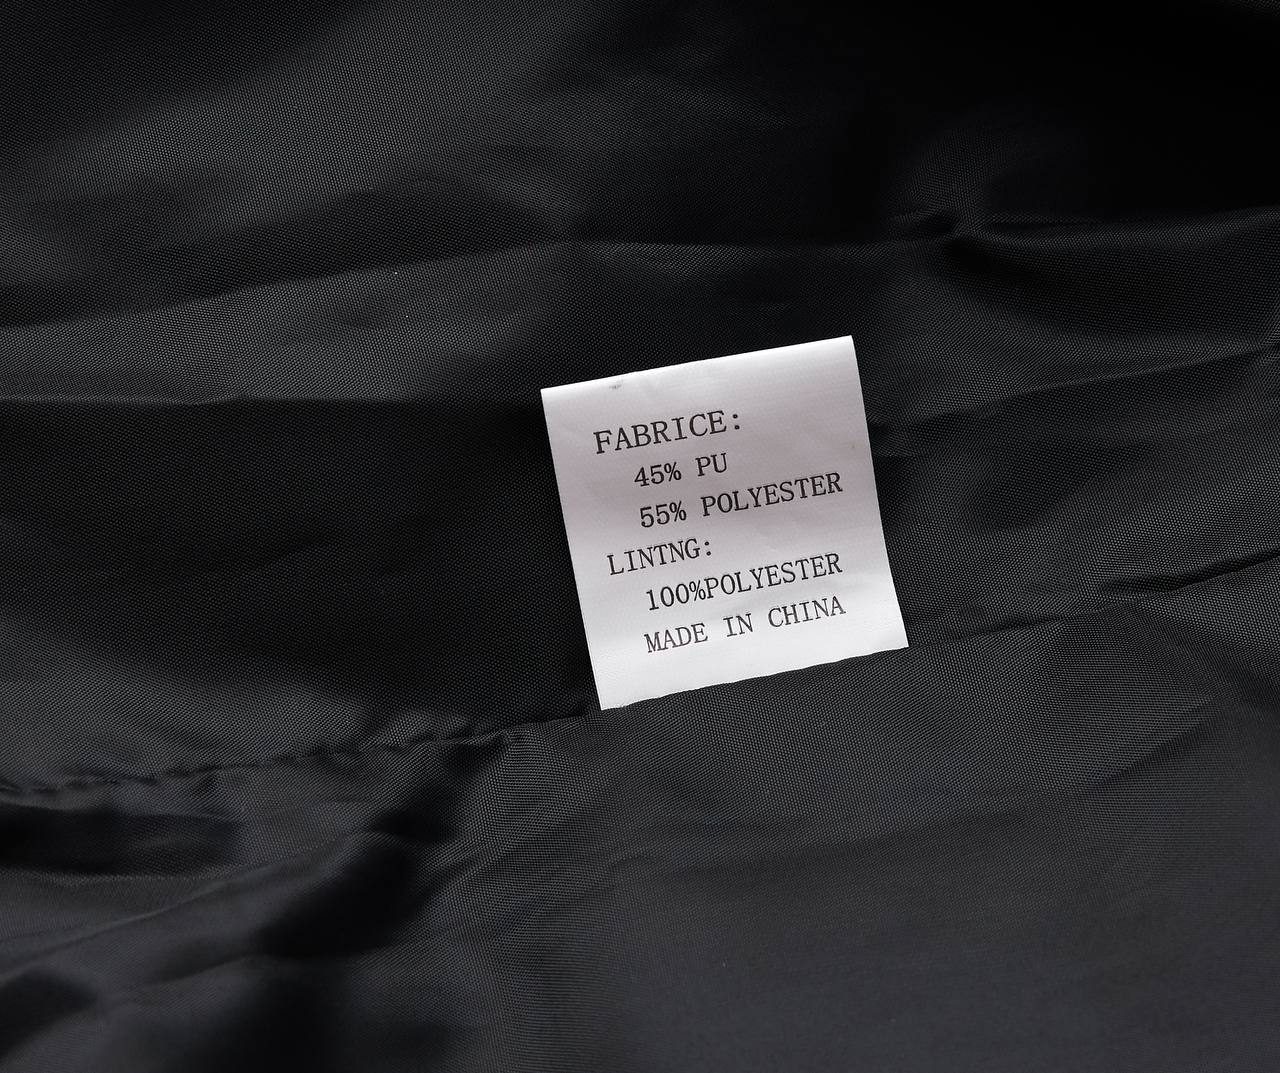 FABRICE:
45% PU
55% POLYESTER
LINTNG:
100%POLYESTER
MADE IN CHINA